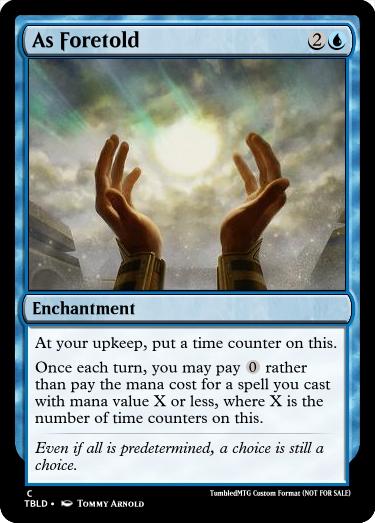 As Foretold
2
Enchantment
At your upkeep, put a time counter on this.
Once each turn, you may pay 0 rather
than pay the mana cost for a spell you cast
with mana value X or less, where X is the
number of time counters on this.
Even if all is predetermined, a choice is still a
choice.
C
TumbledMTG Custom Format (NOT FOR SALE)
TBLD • Tommy Arnold